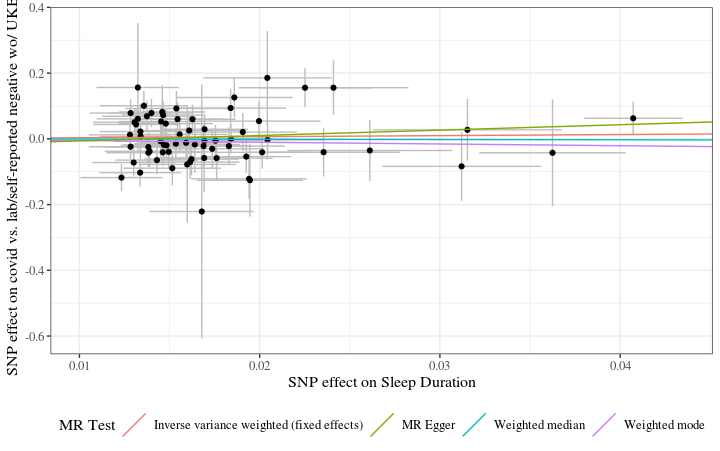 SNP effect on covid vs. lab/self-reported negative wo/ UKE
0.4
0.2
0.0
-0.2
-0.4
-0.6
0.01 0.02 0.03 0.04
SNP effect on Sleep Duration
MR Test Inverse variance weighted (fixed effects) MR Egger Weighted median Weighted mode